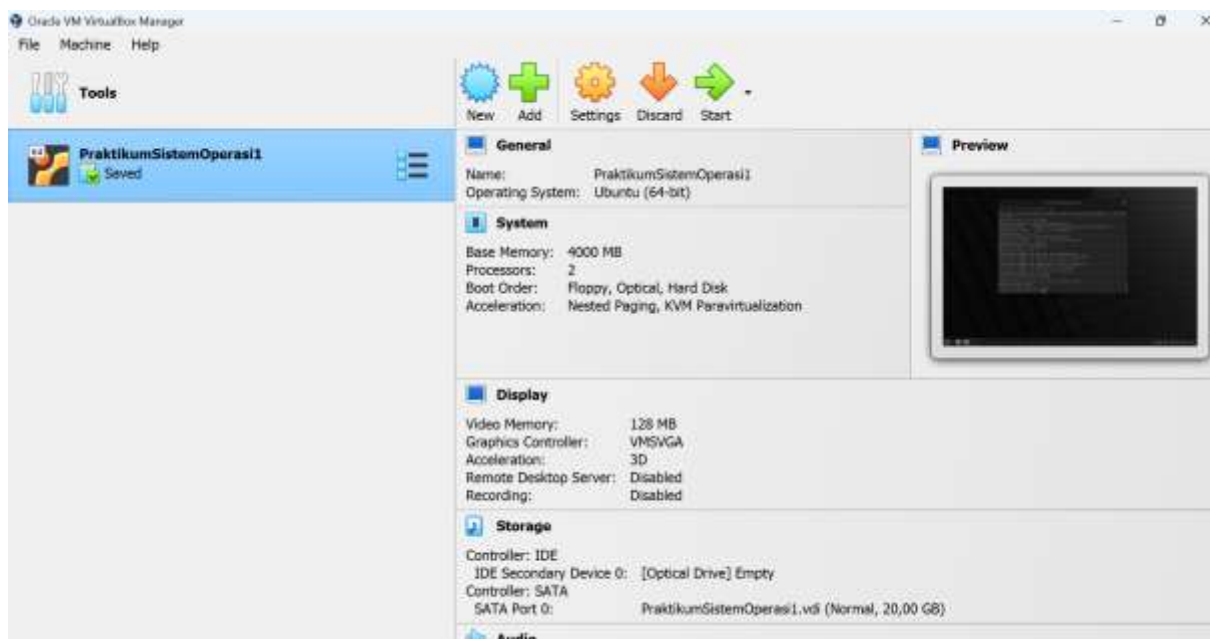 Oracle VM VirtualBox Manager
File Machine Help
Tools
New Add Settings Discard Start
PraktikumSistemOperasi1
Saved
General
Name: PraktikumSistemOperasi1
Operating System: Ubuntu (64-bit)
Preview
System
Base Memory: 4000 MB
Processors: 2
Boot Order: Floppy, Optical, Hard Disk
Acceleration: Nested Paging, KVM Paravirtualization
Display
Video Memory: 128 MB
Graphics Controller: VMSVGA
Acceleration: 3D
Remote Desktop Server: Disabled
Recording: Disabled
Storage
Controller: IDE
IDE Secondary Device 0: [Optical Drive] Empty
Controller: SATA
SATA Port 0: PraktikumSistemOperasi1.vdi (Normal, 20,00 GB)
Audio